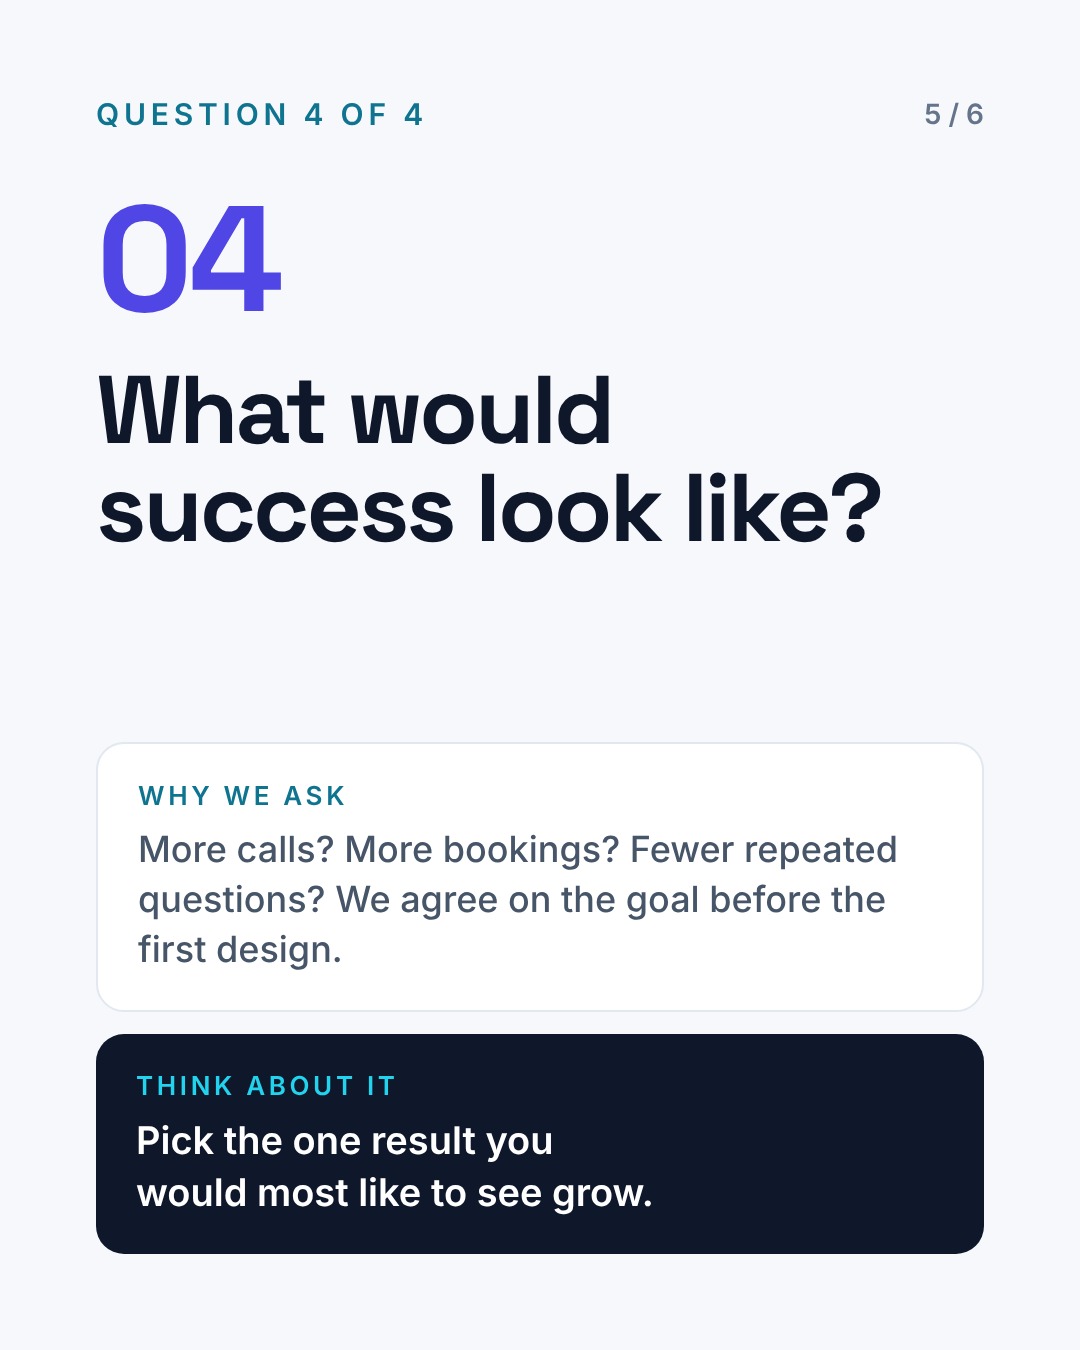 QUESTION 4 OF 4
5 / 6
04
What would
success look like?
WHY WE ASK
More calls? More bookings? Fewer repeated
questions? We agree on the goal before the
first design.
THINK ABOUT IT
Pick the one result you
would most like to see grow.